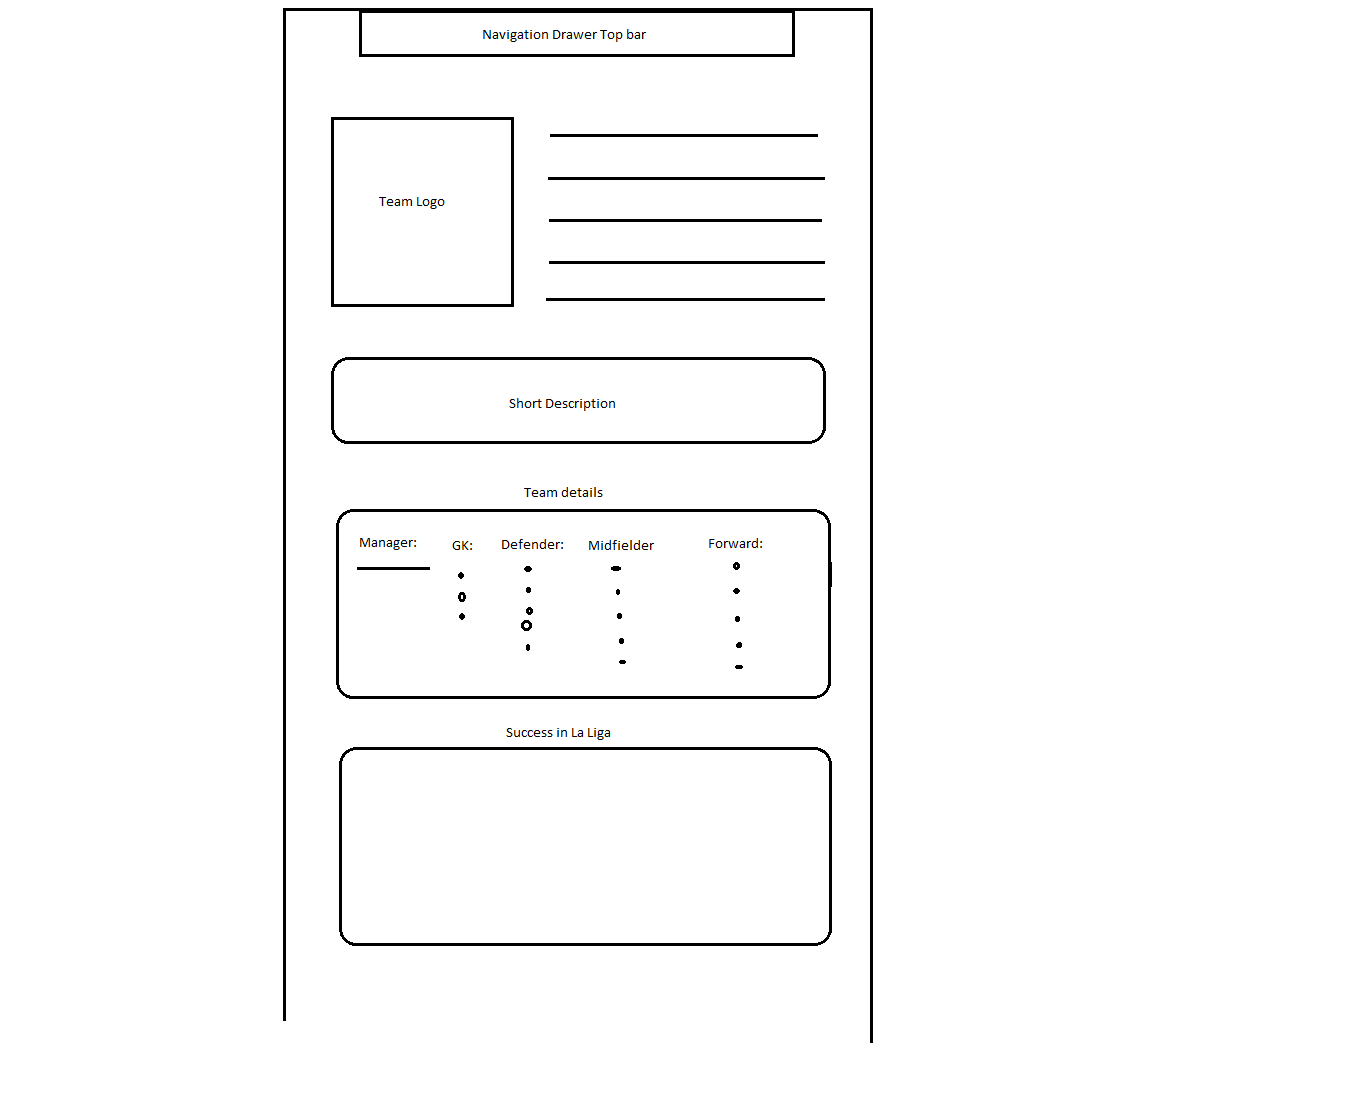 Navigation Drawer Top bar
Team Logo
Short Description
Team details
Manager: GK: Defender: Midfielder Forward:
Success in La Liga